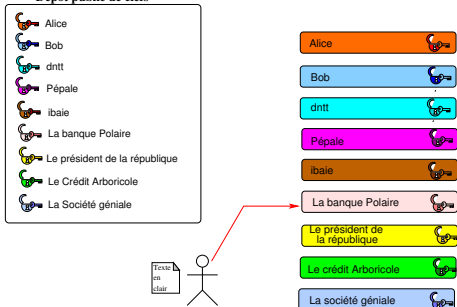 Dépôt public de clefs
Alice
Bob
dntt
Pépale
ibaie
La banque Polaire
Le président de la république
Le Crédit Arboricole
La Société géniale
Alice
Bob
dntt
Pépale
ibaie
La banque Polaire
Le président de
la république
Le crédit Arboricole
La société géniale
Texte
en
clair